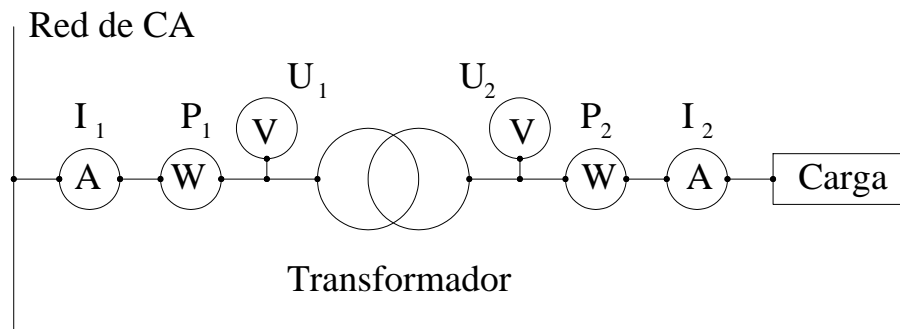 Red de CA
U1 U2
I1 P1 P2 I2
V V
A W W A Carga
Transformador